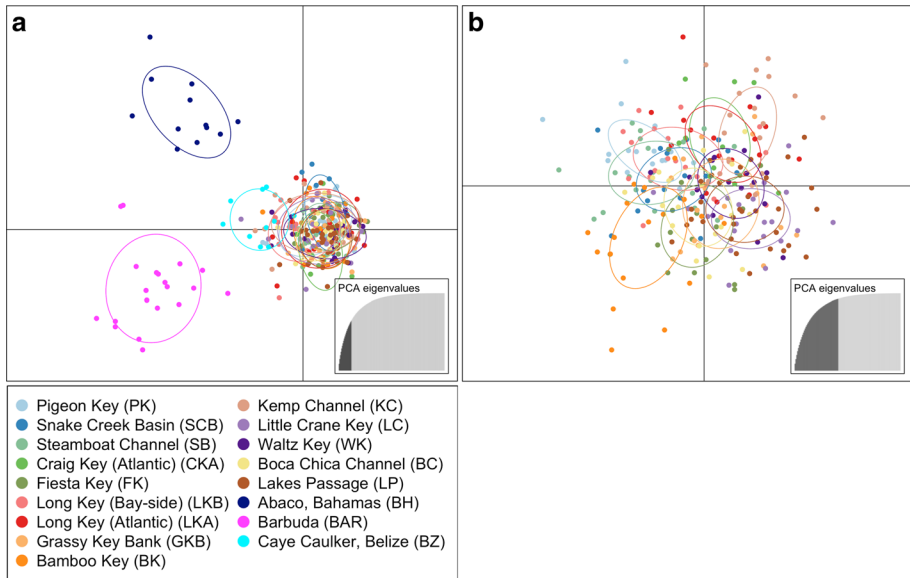 a
b
PCA eigenvalues
PCA eigenvalues
Pigeon Key (PK)
Snake Creek Basin (SCB)
Steamboat Channel (SB)
Craig Key (Atlantic) (CKA)
Fiesta Key (FK)
Long Key (Bay-side) (LKB)
Long Key (Atlantic) (LKA)
Grassy Key Bank (GKB)
Bamboo Key (BK)
Kemp Channel (KC)
Little Crane Key (LC)
Waltz Key (WK)
Boca Chica Channel (BC)
Lakes Passage (LP)
Abaco, Bahamas (BH)
Barbuda (BAR)
Caye Caulker, Belize (BZ)